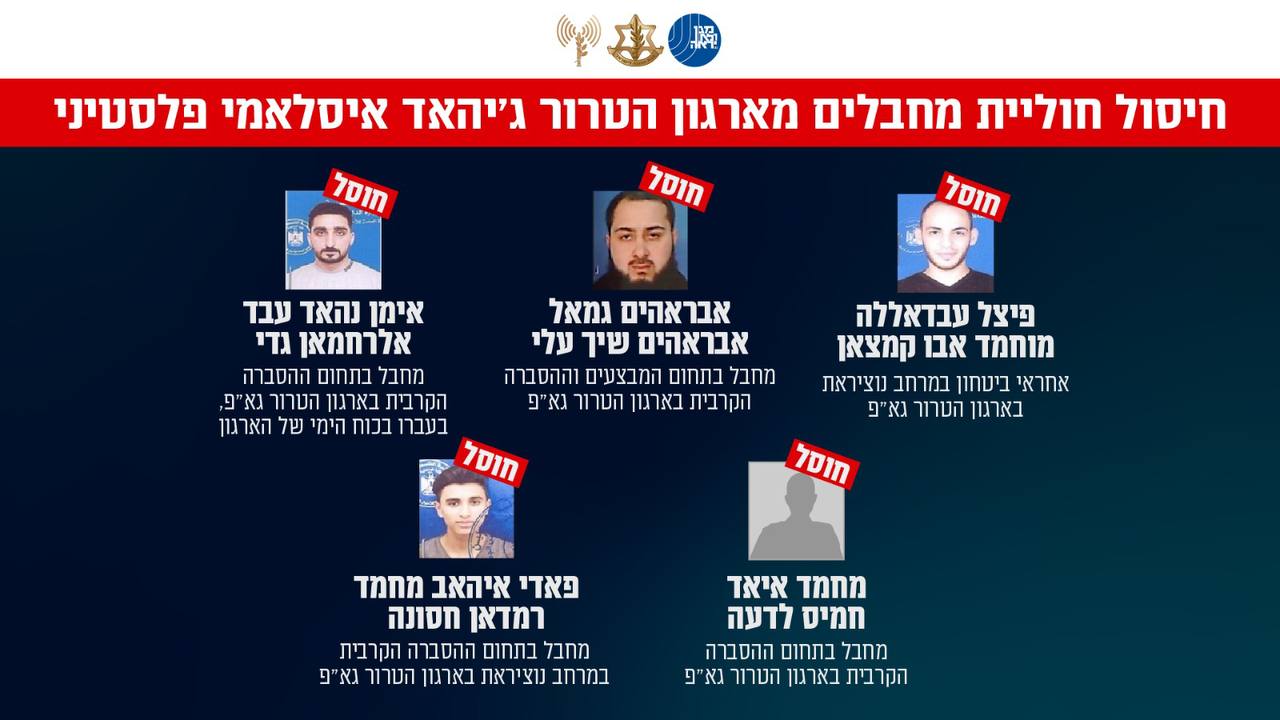 מגן
ולא
יראה
חיסול חוליית מחבלים מארגון הטרור ג'יהאד איסלאמי פלסטיני
חוסל
פיצל עבדאללה
מוחמד אבו קמצאן
אחראי ביטחון במרחב נוציראת
בארגון הטרור גא"פ
חוסל
אבראהים גמאל
אבראהים שיך עלי
מחבל בתחום המבצעים וההסברה
הקרבית בארגון הטרור גא"פ
חוסל
אימן נהאד עבד
אלרחמאן גדי
מחבל בתחום ההסברה
הקרבית בארגון הטרור גא"פ,
בעברו בכוח הימי של הארגון
חוסל
מחמד איאד
חמיס לדעה
מחבל בתחום ההסברה
הקרבית בארגון הטרור גא"פ
חוסל
פאדי איהאב מחמד
רמדאן חסונה
מחבל בתחום ההסברה הקרבית
במרחב נוציראת בארגון הטרור גא"פ